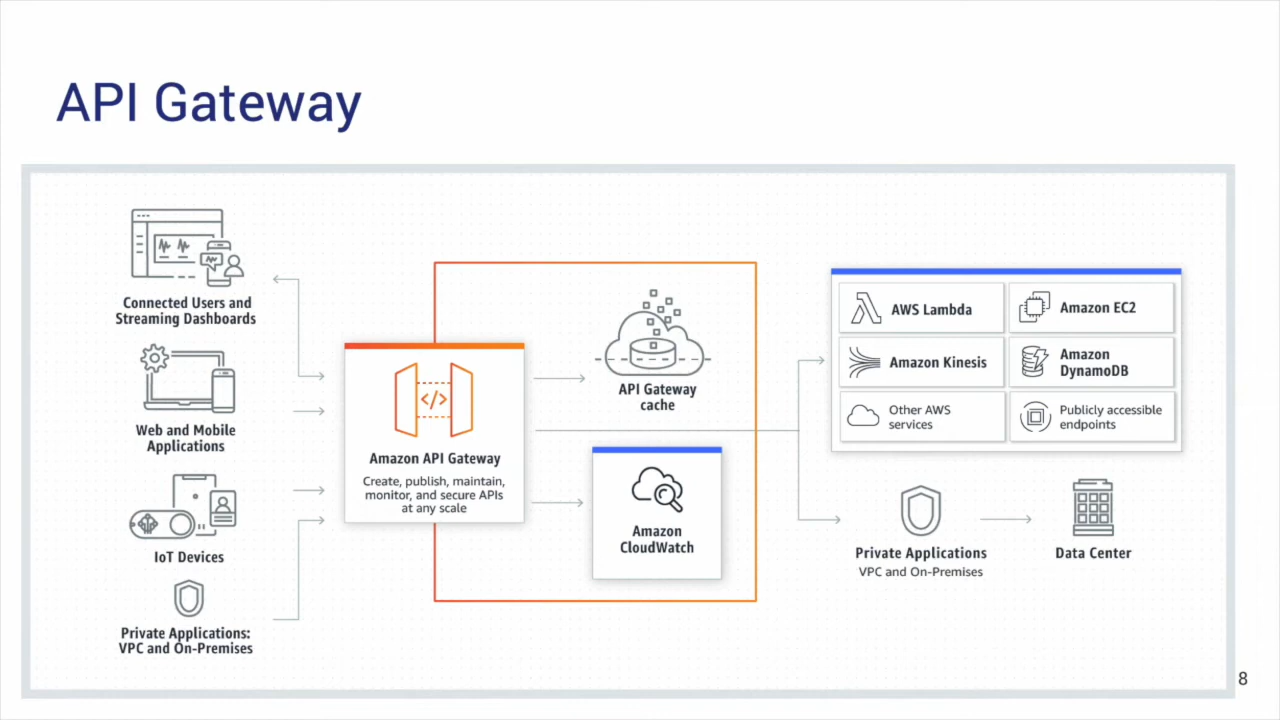 API Gateway
Connected Users and
Streaming Dashboards
Web and Mobile
Applications
IoT Devices
Private Applications:
VPC and On-Premises
</>
Amazon API Gateway
Create, publish, maintain,
monitor, and secure APIs
at any scale
API Gateway
cache
Amazon
CloudWatch
AWS Lambda
Amazon EC2
Amazon Kinesis
Amazon
DynamoDB
Other AWS
services
Publicly accessible
endpoints
Private Applications
VPC and On-Premises
Data Center
8